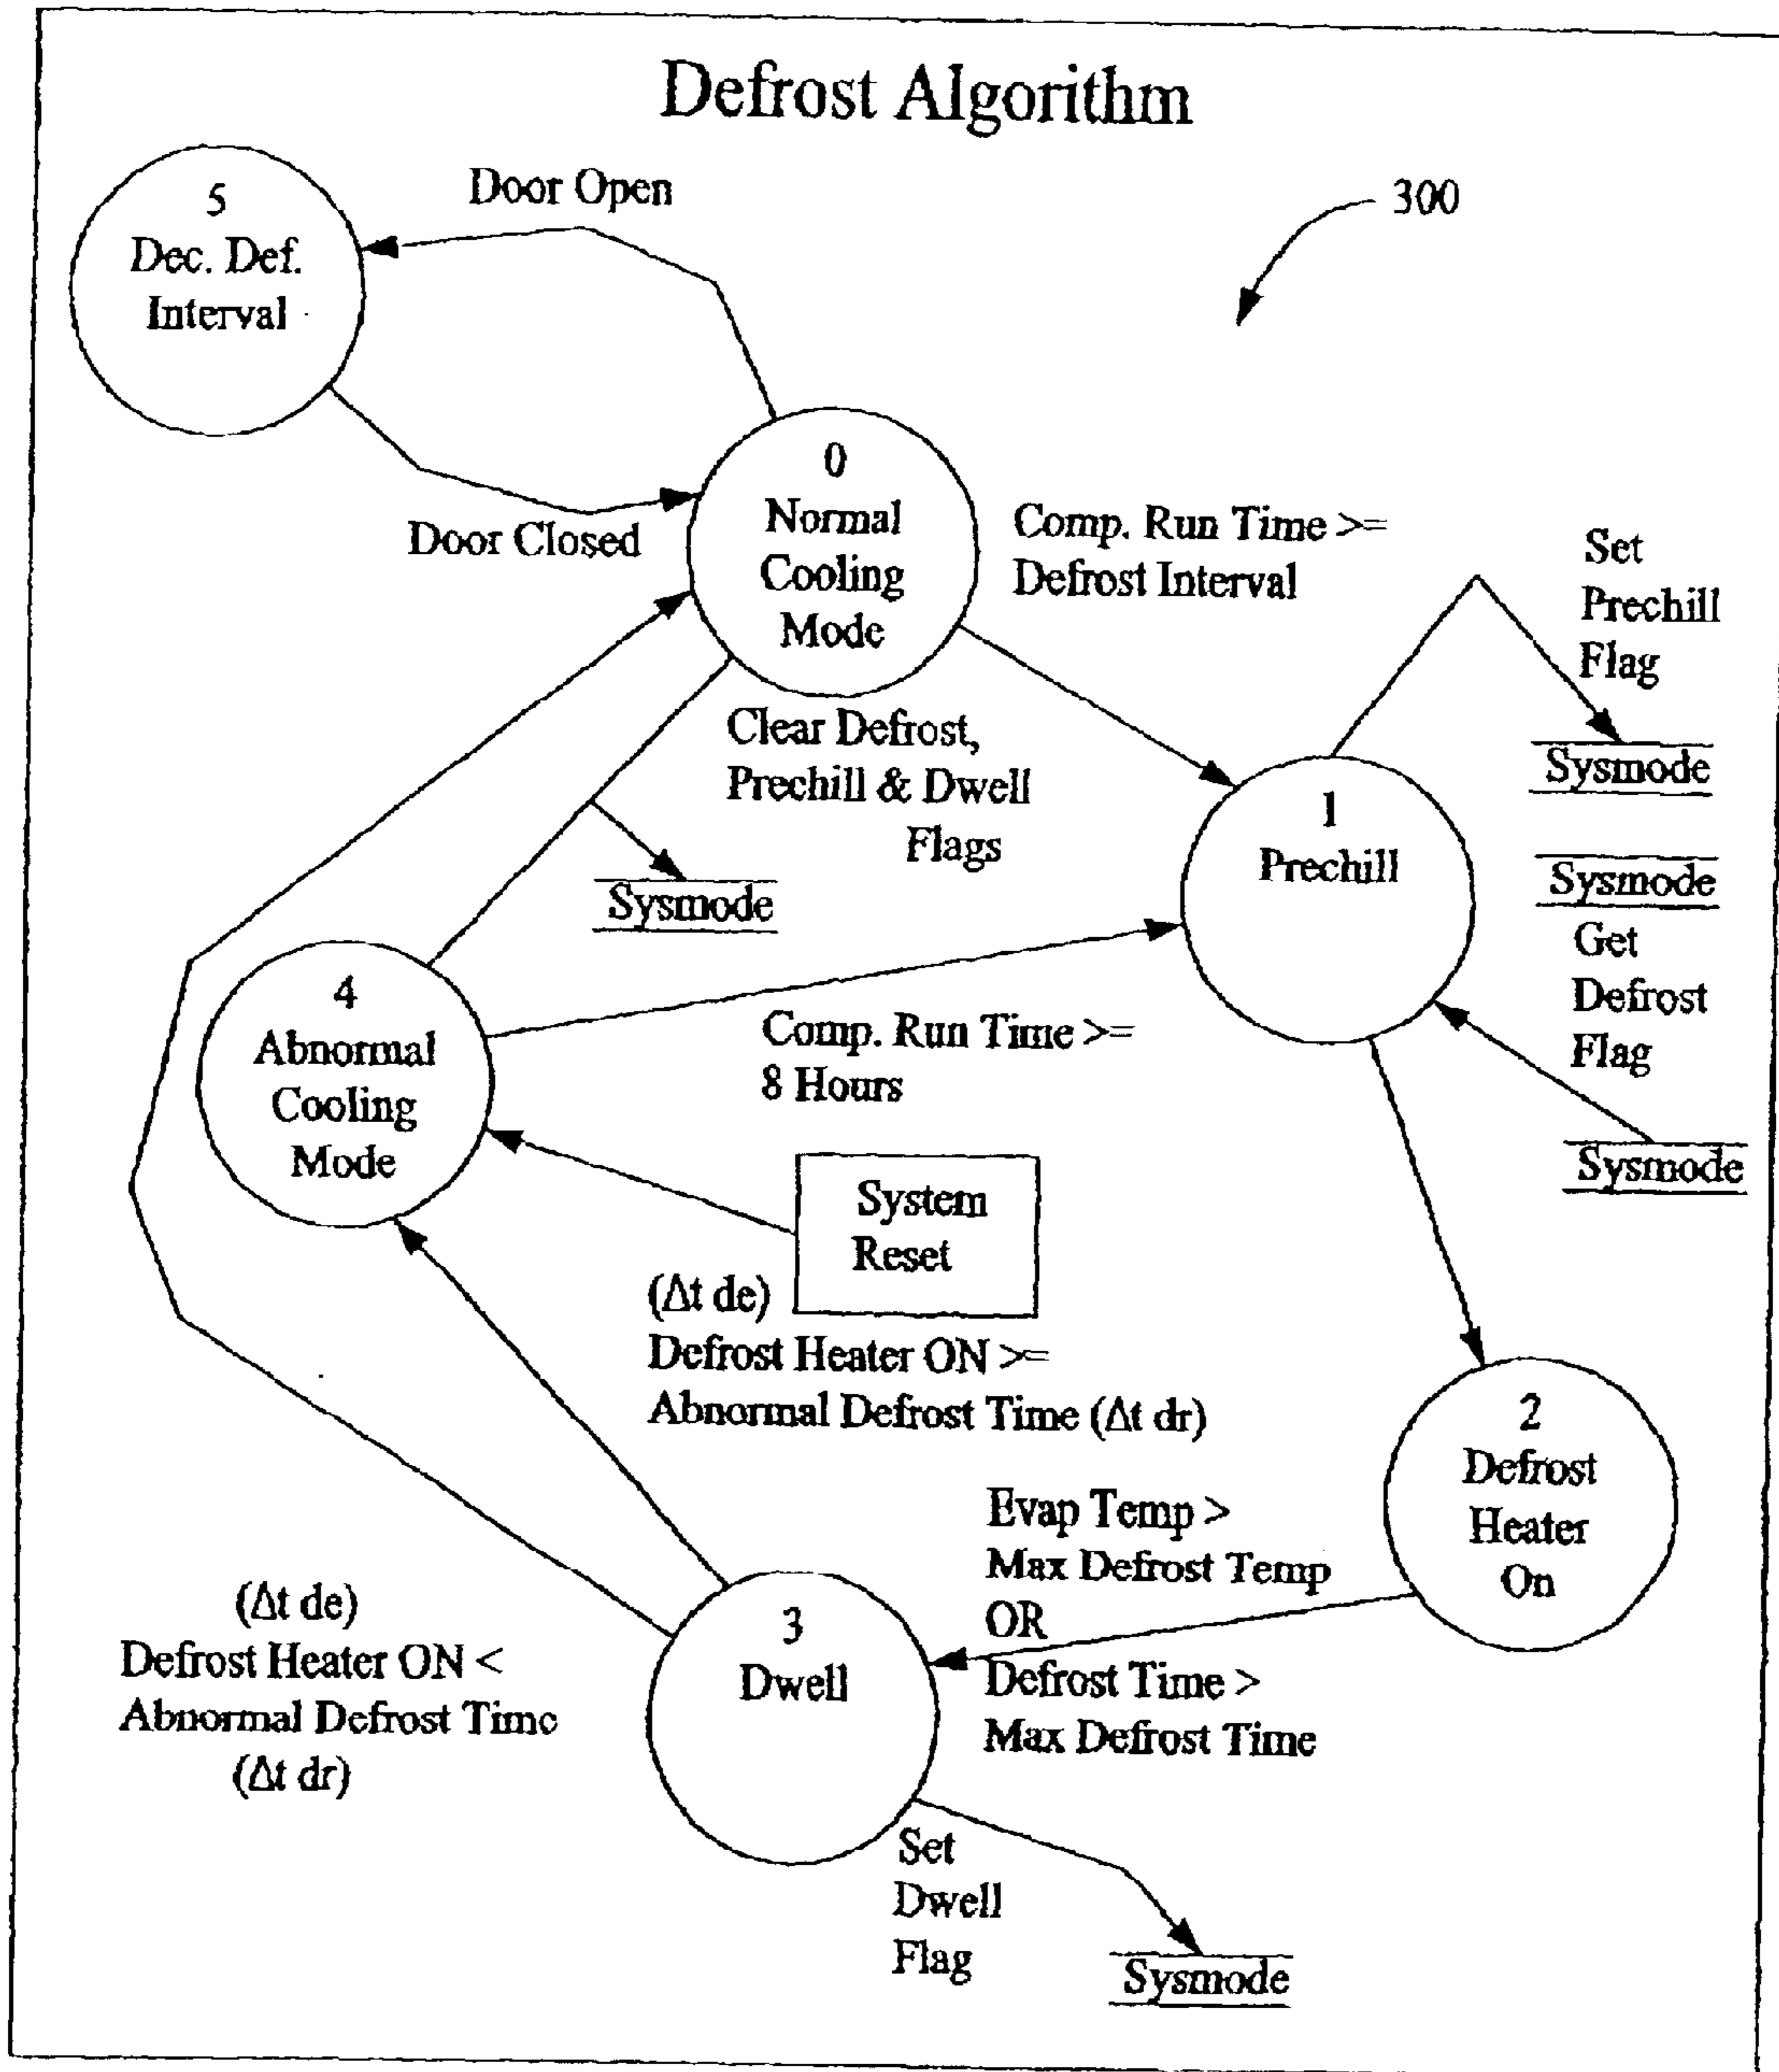 Defrost Algorithm
300
5
Dec. Def.
Interval
Door Open
Door Closed
0
Normal
Cooling
Mode
Comp. Run Time >=
Defrost Interval
Set
Prechill
Flag
Sysmode
Clear Defrost,
Prechill & Dwell
Flags
Sysmode
1
Prechill
Sysmode
Get
Defrost
Flag
Sysmode
4
Abnormal
Cooling
Mode
Comp. Run Time >=
8 Hours
System
Reset
(Δt de)
Defrost Heater ON >=
Abnormal Defrost Time (Δt dr)
2
Defrost
Heater
On
Evap Temp >
Max Defrost Temp
OR
Defrost Time >
Max Defrost Time
3
Dwell
(Δt de)
Defrost Heater ON <
Abnormal Defrost Time
(Δt dr)
Set
Dwell
Flag
Sysmode